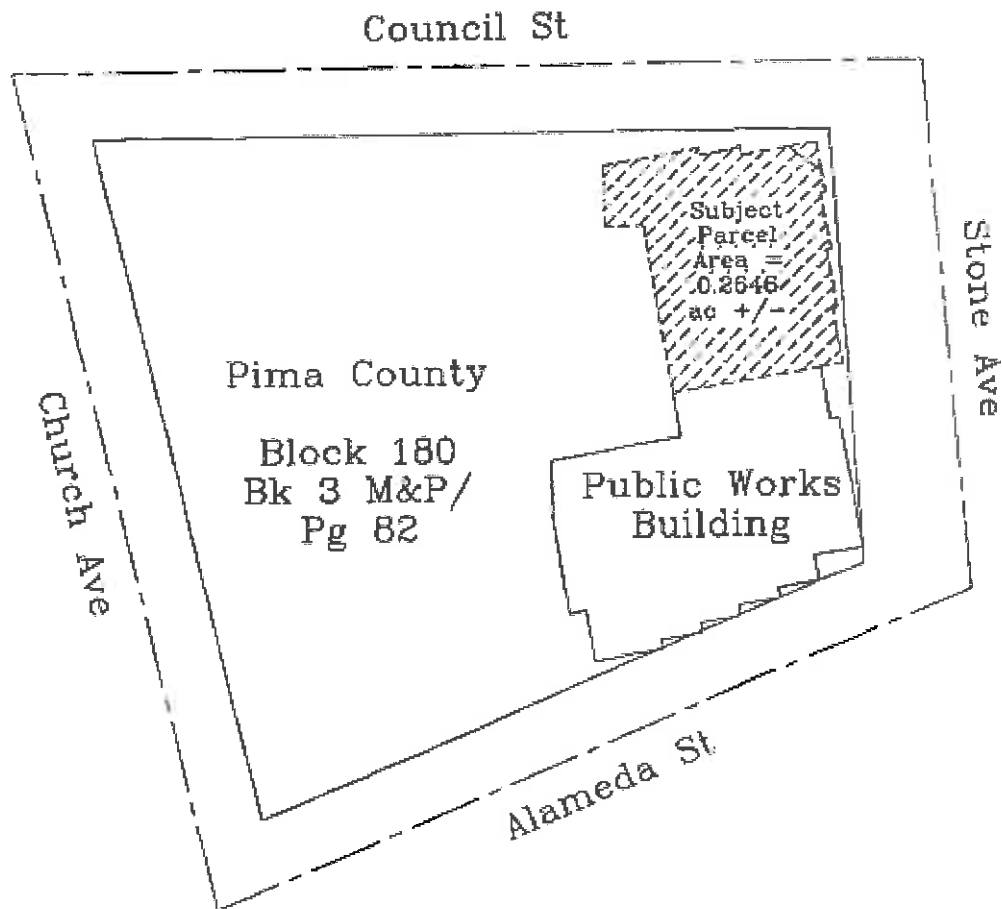 Council St
Subject
Parcel
Area =
0.2646
ac +/-
Stone Ave
Pima County
Block 180
Bk 3 M&P/
Pg 82
Church Ave
Public Works
Building
Alameda St